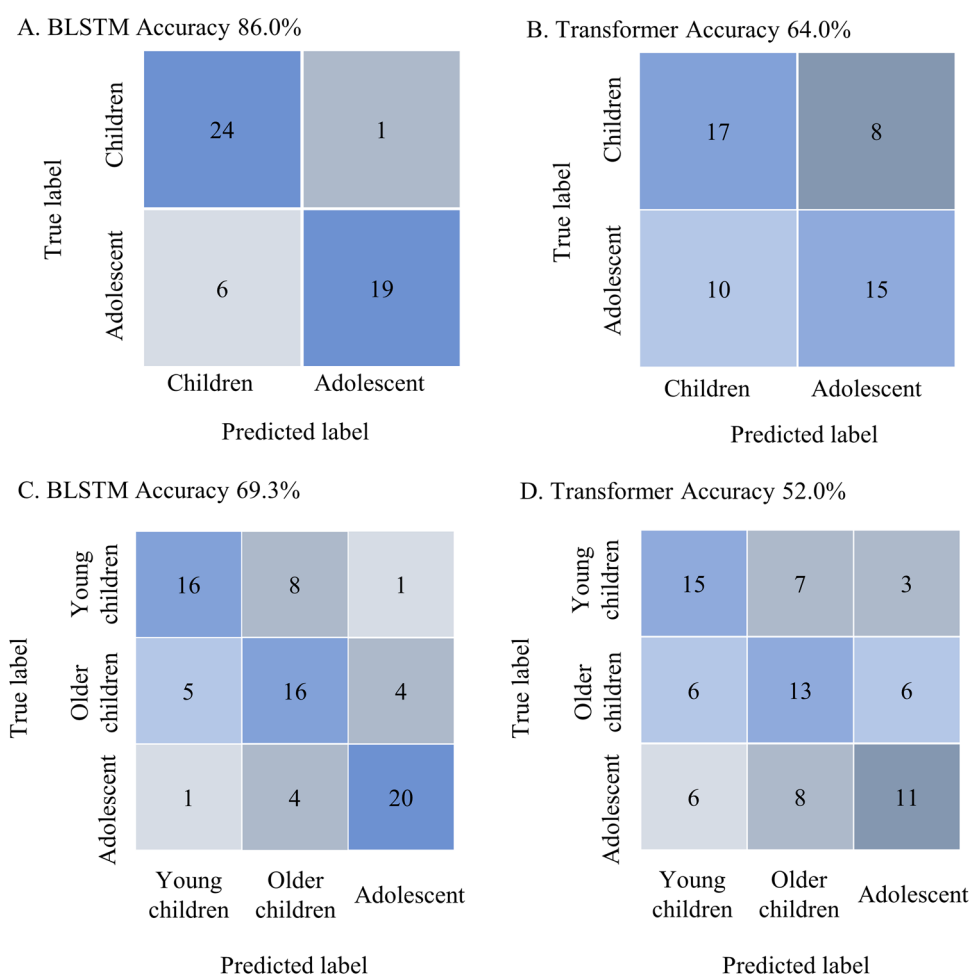 A. BLSTM Accuracy 86.0%
True label
Children
24
1
Adolescent
6
19
Children
Adolescent
Predicted label
B. Transformer Accuracy 64.0%
True label
Children
17
8
Adolescent
10
15
Children
Adolescent
Predicted label
C. BLSTM Accuracy 69.3%
True label
Young
children
16
8
1
Older
children
5
16
4
Adolescent
1
4
20
Young
children
Older
children
Adolescent
Predicted label
D. Transformer Accuracy 52.0%
True label
Young
children
15
7
3
Older
children
6
13
6
Adolescent
6
8
11
Young
children
Older
children
Adolescent
Predicted label